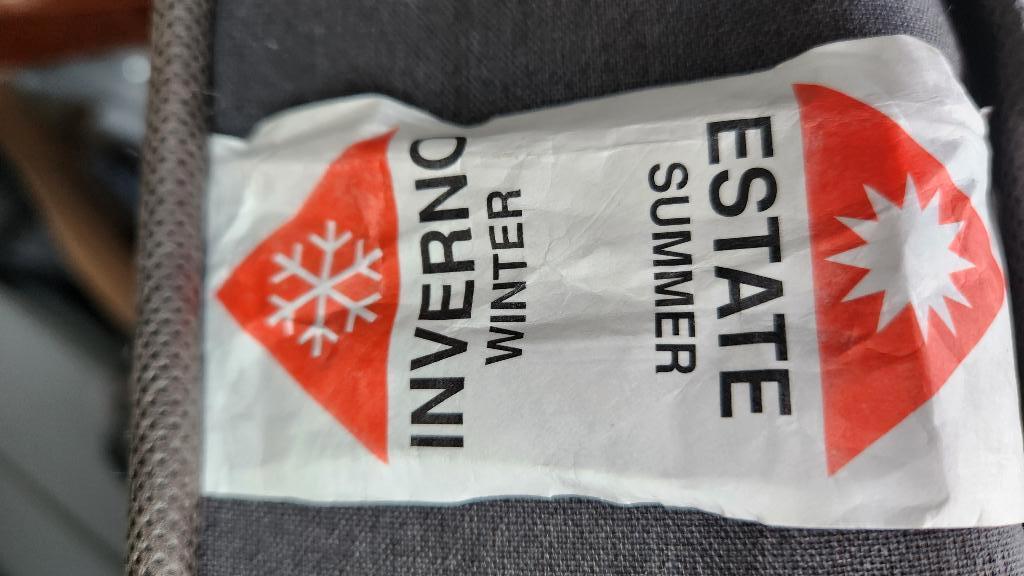 INVERNO
WINTER
ESTATE
SUMMER